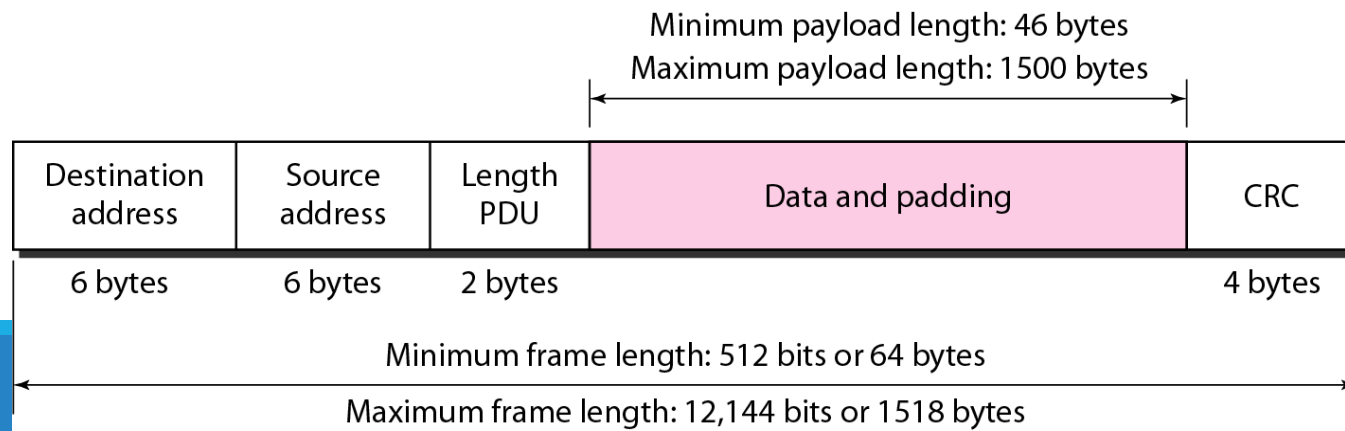 Minimum payload length: 46 bytes
Maximum payload length: 1500 bytes
Destination address
Source address
Length PDU
Data and padding
CRC
6 bytes
6 bytes
2 bytes
4 bytes
Minimum frame length: 512 bits or 64 bytes
Maximum frame length: 12,144 bits or 1518 bytes